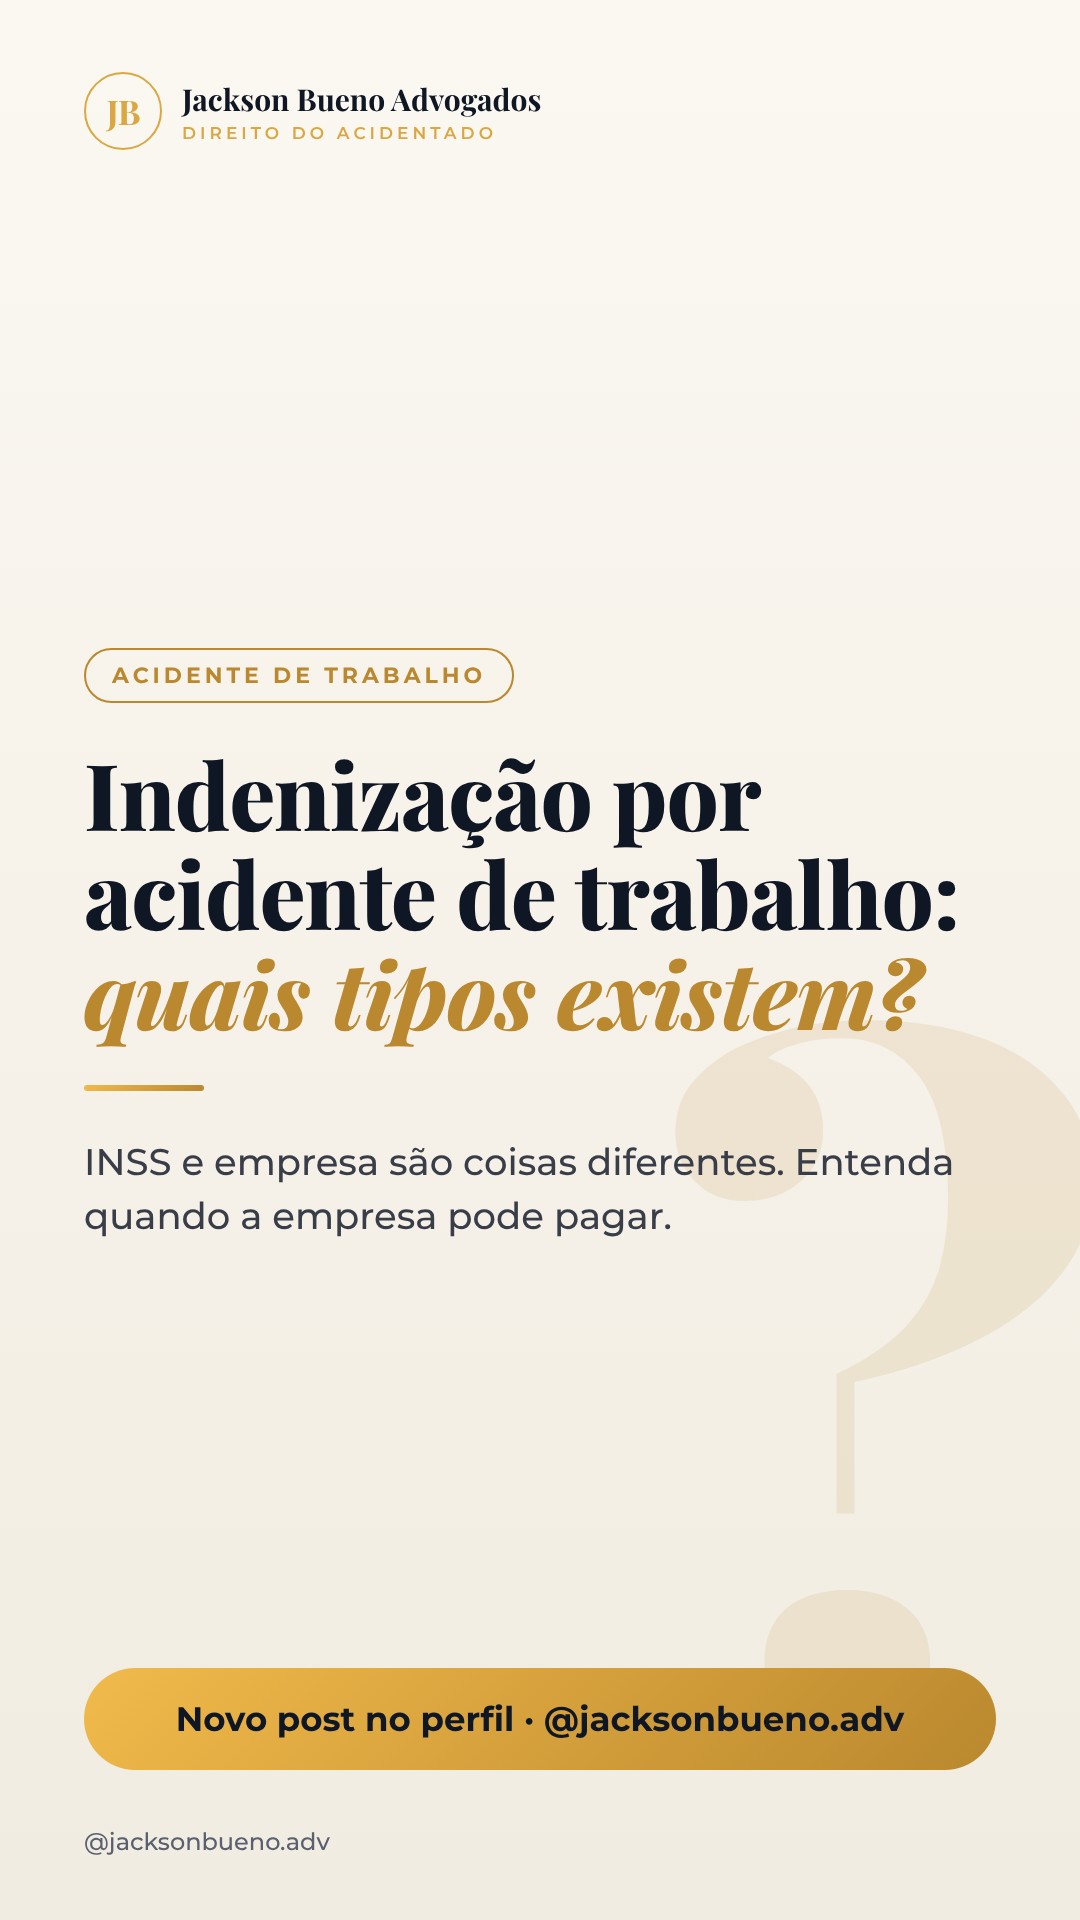 JB
Jackson Bueno Advogados
DIREITO DO ACIDENTADO
ACIDENTE DE TRABALHO
Indenização por
acidente de trabalho:
quais tipos existem?
INSS e empresa são coisas diferentes. Entenda
quando a empresa pode pagar.
?
Novo post no perfil · @jacksonbueno.adv
@jacksonbueno.adv